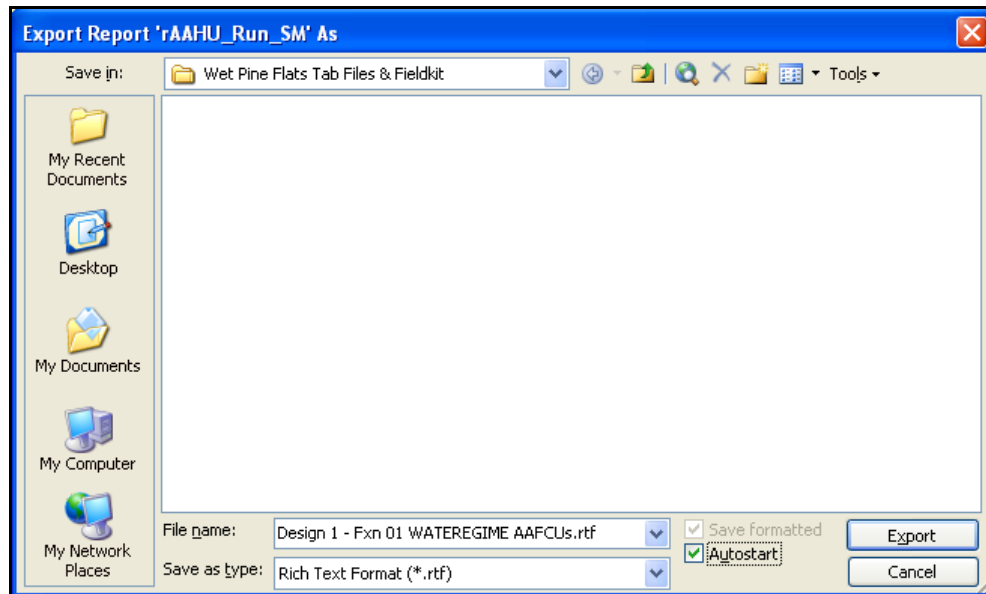 Export Report 'rAAHU_Run_SM' As
Save in:
Wet Pine Flats Tab Files & Fieldkit
Tools
My Recent
Documents
Desktop
My Documents
My Computer
My Network
Places
File name:
Design 1 - Fxn 01 WATEREGIME AAFCUs.rtf
Save formatted
Export
Save as type:
Rich Text Format (*.rtf)
Autostart
Cancel